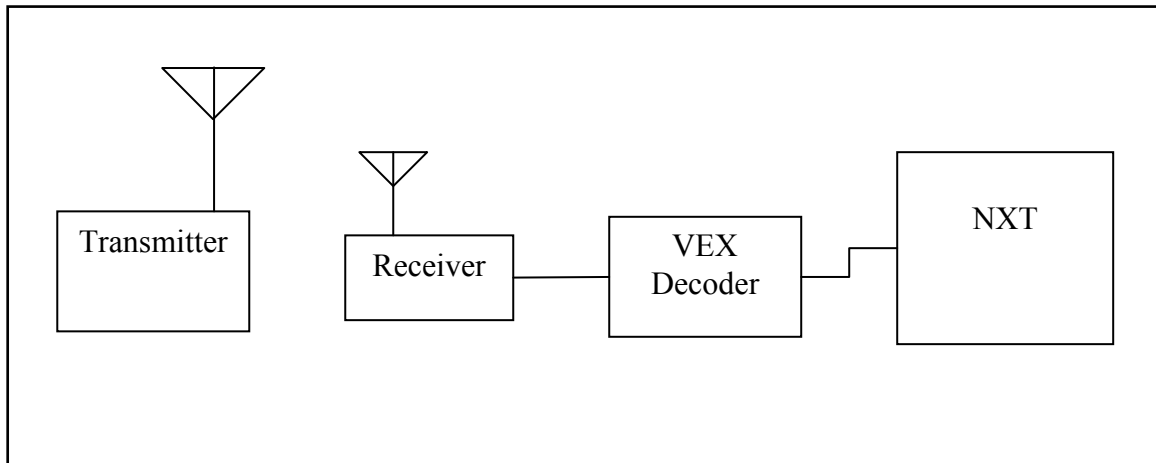 Transmitter
Receiver
VEX
Decoder
NXT